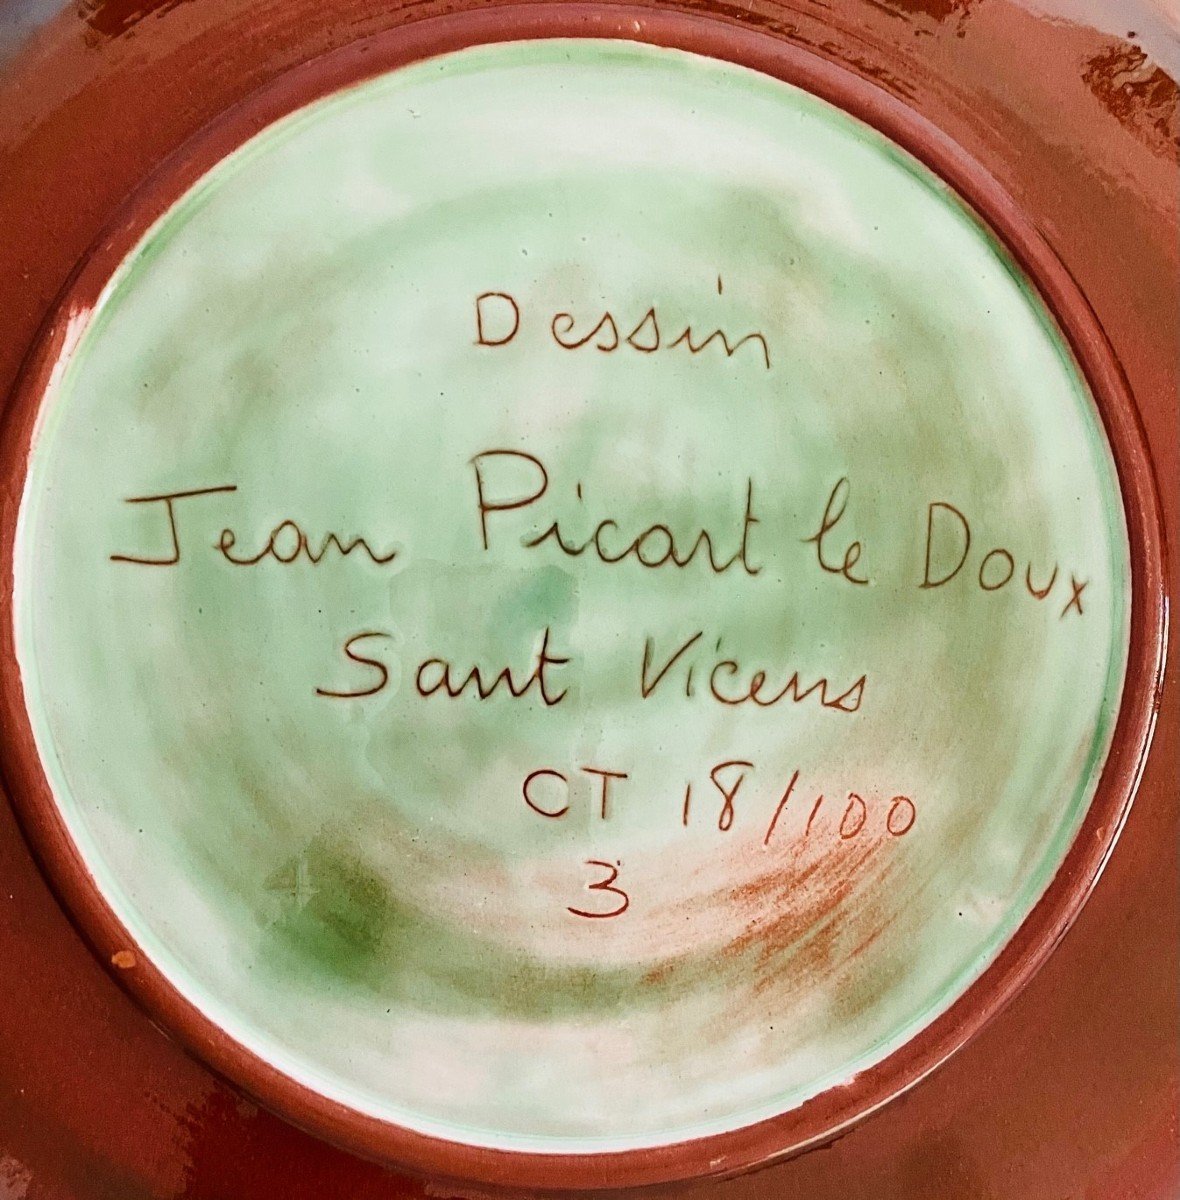 Dessin
Jean Picart le Doux
Sant Vicens
CT 18/100
3